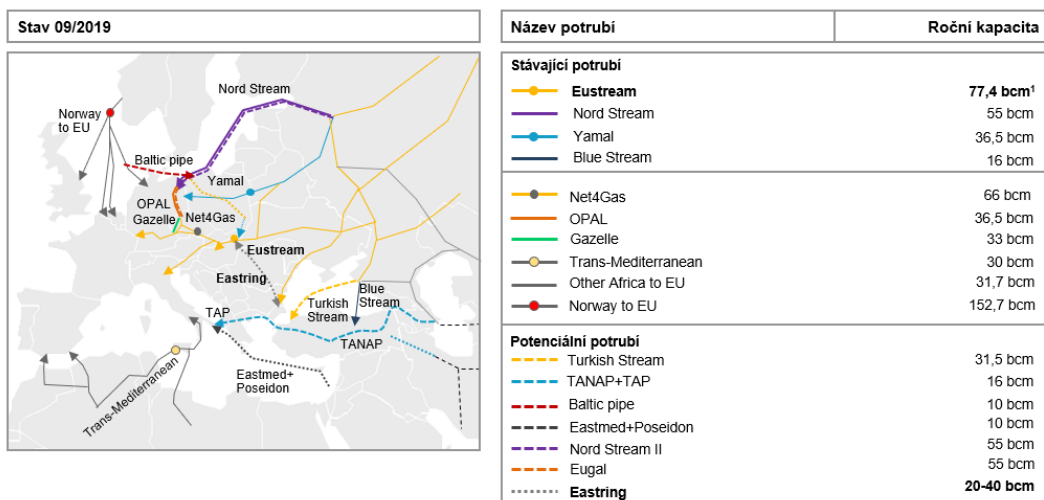 Stav 09/2019
Nord Stream
Norway
to EU
Baltic pipe
Yamal
OPAL
Gazelle
Net4Gas
Eustream
Eastring
Blue
Stream
Turkish
Stream
TAP
TANAP
Eastmed+
Poseidon
Trans-Mediterranean
Název potrubí Roční kapacita
Stávající potrubí
Eustream 77,4 bcm¹
Nord Stream 55 bcm
Yamal 36,5 bcm
Blue Stream 16 bcm
Net4Gas 66 bcm
OPAL 36,5 bcm
Gazelle 33 bcm
Trans-Mediterranean 30 bcm
Other Africa to EU 31,7 bcm
Norway to EU 152,7 bcm
Potenciální potrubí
Turkish Stream 31,5 bcm
TANAP+TAP 16 bcm
Baltic pipe 10 bcm
Eastmed+Poseidon 10 bcm
Nord Stream II 55 bcm
Eugal 55 bcm
Eastring 20-40 bcm